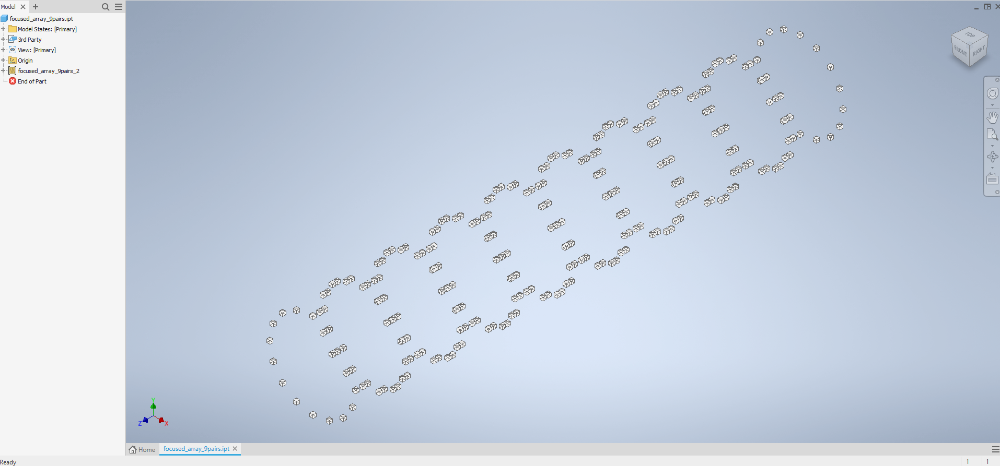 Model
focused_array_9pairs.ipt
Model States: [Primary]
3rd Party
View: [Primary]
Origin
focused_array_9pairs_2
End of Part
TOP
FRONT
RIGHT
Y
Z
X
Home
focused_array_9pairs.ipt
Ready
1
1